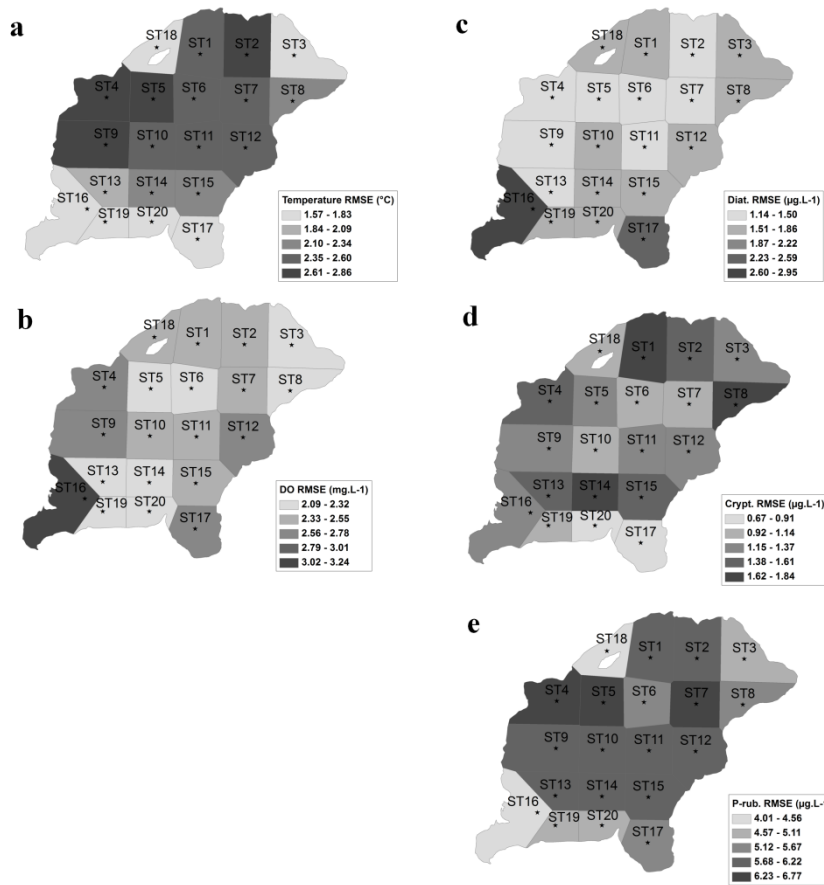 a
ST18
ST1
ST2
ST3
ST4
ST5
ST6
ST7
ST8
ST9
ST10
ST11
ST12
ST13
ST14
ST15
ST16
ST19
ST20
ST17
Temperature RMSE (°C)
1.57 - 1.83
1.84 - 2.09
2.10 - 2.34
2.35 - 2.60
2.61 - 2.86
b
ST18
ST1
ST2
ST3
ST4
ST5
ST6
ST7
ST8
ST9
ST10
ST11
ST12
ST13
ST14
ST15
ST16
ST19
ST20
ST17
DO RMSE (mg.L-1)
2.09 - 2.32
2.33 - 2.55
2.56 - 2.78
2.79 - 3.01
3.02 - 3.24
c
ST18
ST1
ST2
ST3
ST4
ST5
ST6
ST7
ST8
ST9
ST10
ST11
ST12
ST13
ST14
ST15
ST16
ST19
ST20
ST17
Diat. RMSE (µg.L-1)
1.14 - 1.50
1.51 - 1.86
1.87 - 2.22
2.23 - 2.59
2.60 - 2.95
d
ST18
ST1
ST2
ST3
ST4
ST5
ST6
ST7
ST8
ST9
ST10
ST11
ST12
ST13
ST14
ST15
ST16
ST19
ST20
ST17
Crypt. RMSE (µg.L-1)
0.67 - 0.91
0.92 - 1.14
1.15 - 1.37
1.38 - 1.61
1.62 - 1.84
e
ST18
ST1
ST2
ST3
ST4
ST5
ST6
ST7
ST8
ST9
ST10
ST11
ST12
ST13
ST14
ST15
ST16
ST19
ST20
ST17
P-rub. RMSE (µg.L-1)
4.01 - 4.56
4.57 - 5.11
5.12 - 5.67
5.68 - 6.22
6.23 - 6.77